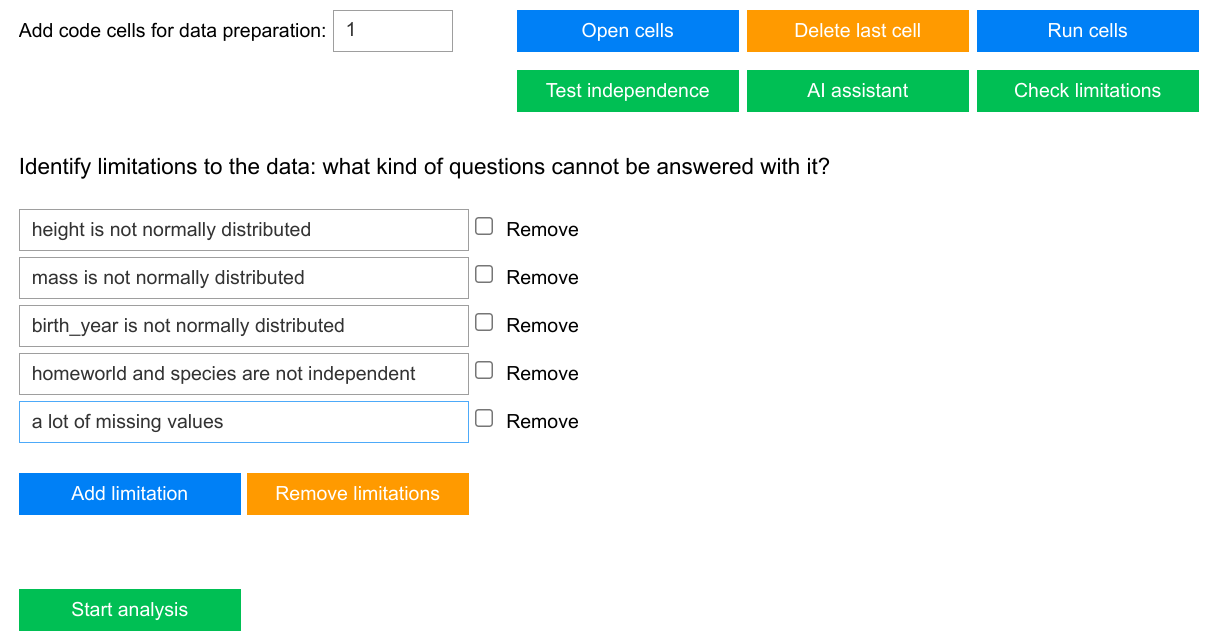 Add code cells for data preparation: 1 Open cells Delete last cell Run cells
Test independence AI assistant Check limitations
Identify limitations to the data: what kind of questions cannot be answered with it?
height is not normally distributed Remove
mass is not normally distributed Remove
birth_year is not normally distributed Remove
homeworld and species are not independent Remove
a lot of missing values Remove
Add limitation Remove limitations
Start analysis